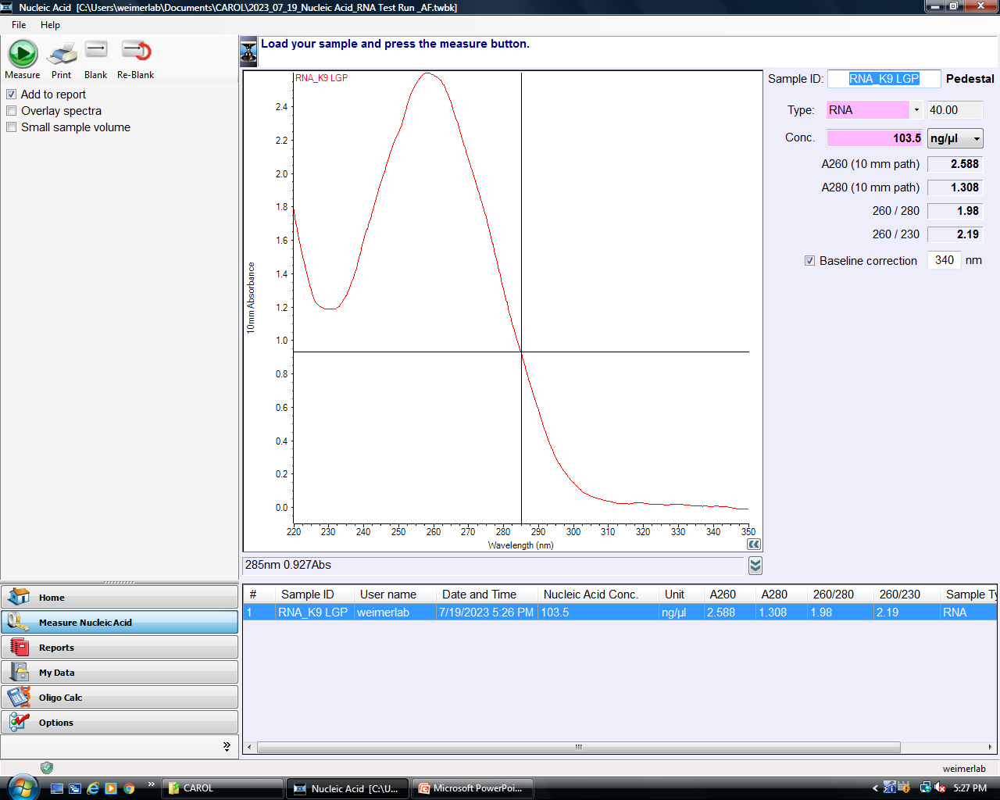 Nucleic Acid [C:\Users\weimerlab\Documents\CAROL\2023_07_19_Nucleic Acid_RNA Test Run _AF.twbk]
File Help
Load your sample and press the measure button.
Measure Print Blank Re-Blank
Add to report
Overlay spectra
Small sample volume
RNA_K9 LGP
10mm Absorbance
2.4
2.2
2.0
1.8
1.6
1.4
1.2
1.0
0.8
0.6
0.4
0.2
0.0
220 230 240 250 260 270 280 290 300 310 320 330 340 350
Wavelength (nm)
285nm 0.927Abs
Sample ID: RNA_K9 LGP Pedestal
Type: RNA 40.00
Conc. 103.5 ng/µl
A260 (10 mm path) 2.588
A280 (10 mm path) 1.308
260 / 280 1.98
260 / 230 2.19
Baseline correction 340 nm
Home
Measure Nucleic Acid
Reports
My Data
Oligo Calc
Options
# Sample ID User name Date and Time Nucleic Acid Conc. Unit A260 A280 260/280 260/230 Sample Ty
1 RNA_K9 LGP weimerlab 7/19/2023 5:26 PM 103.5 ng/µl 2.588 1.308 1.98 2.19 RNA
weimerlab
CAROL Nucleic Acid [C:\U... Microsoft PowerPoi... 5:27 PM